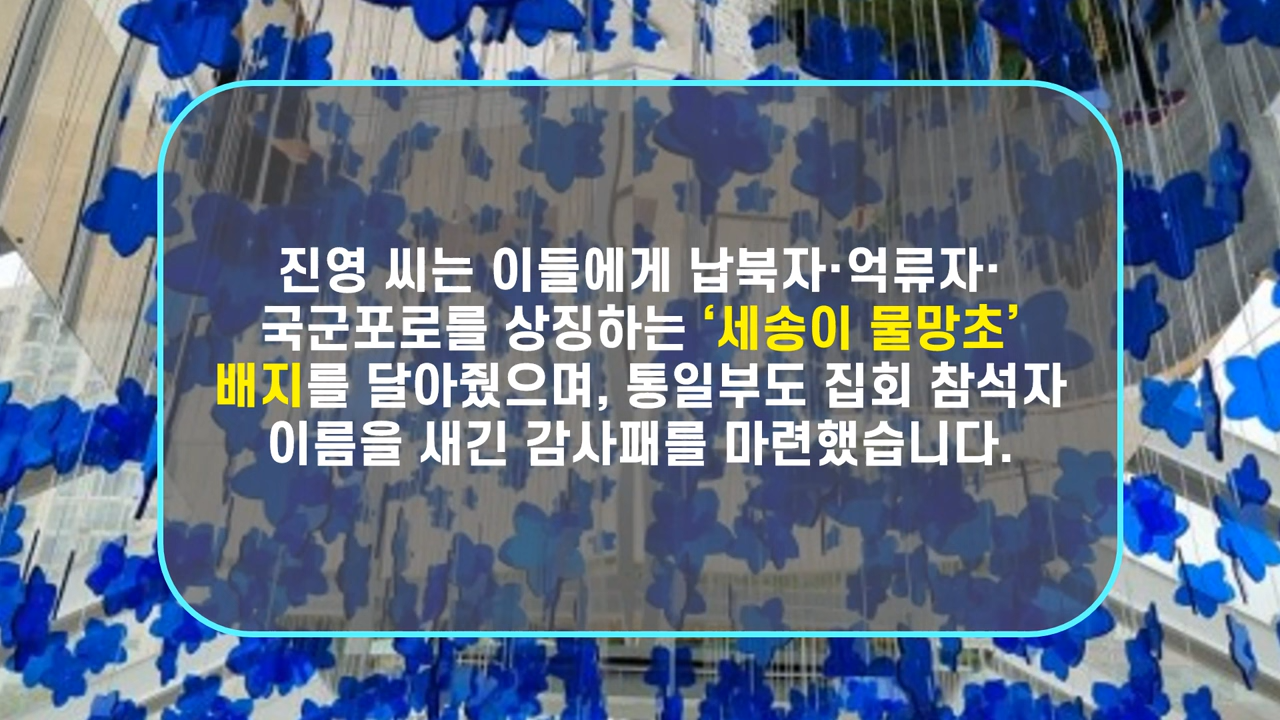 진영 씨는 이들에게 납북자·억류자·
국군포로를 상징하는 ‘세송이 물망초’
배지를 달아줬으며, 통일부도 집회 참석자
이름을 새긴 감사패를 마련했습니다.